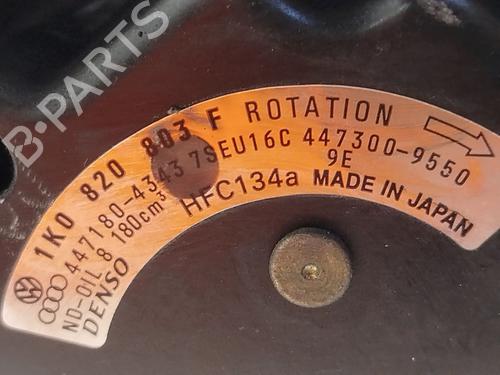 1K0 820 803 F ROTATION
447180-4343 7SEU16C 447300-9550
ND-OIL 8 180cm³ HFC134a 9E
DENSO MADE IN JAPAN
B-PARTS